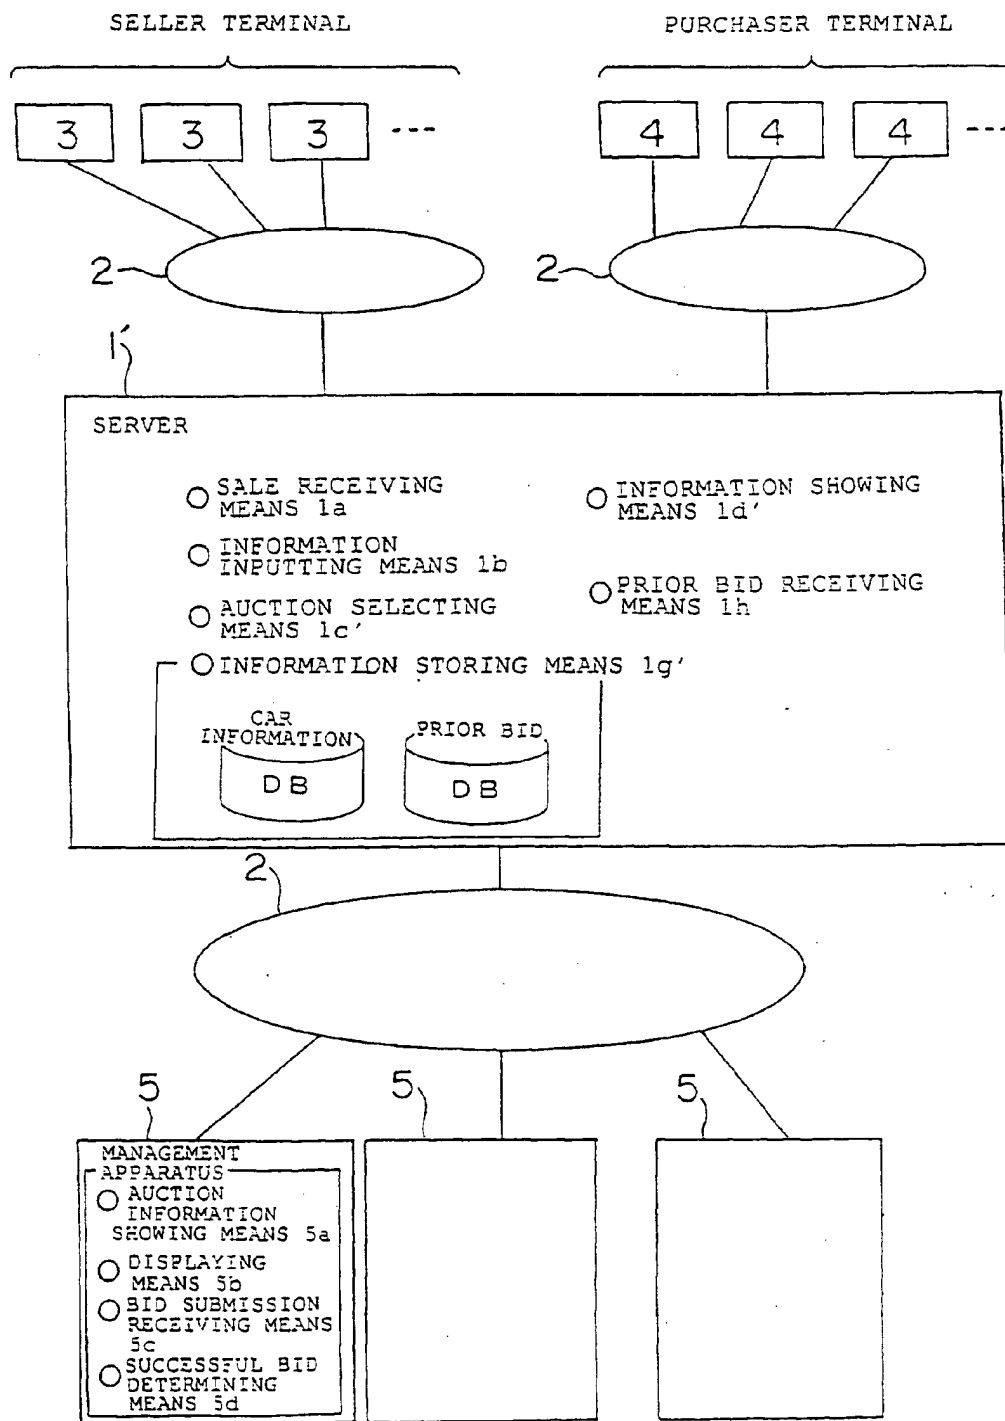 SELLER TERMINAL
PURCHASER TERMINAL
3 3 3 ---
4 4 4 ---
2
2
1'
SERVER
SALE RECEIVING
MEANS 1a
INFORMATION
INPUTTING MEANS 1b
AUCTION SELECTING
MEANS 1c'
INFORMATION STORING MEANS 1g'
CAR
INFORMATION
DB
PRIOR BID
DB
INFORMATION SHOWING
MEANS 1d'
PRIOR BID RECEIVING
MEANS 1h
2
5
5
5
MANAGEMENT
APPARATUS
AUCTION
INFORMATION
SHOWING MEANS 5a
DISPLAYING
MEANS 5b
BID SUBMISSION
RECEIVING MEANS
5c
SUCCESSFUL BID
DETERMINING
MEANS 5d